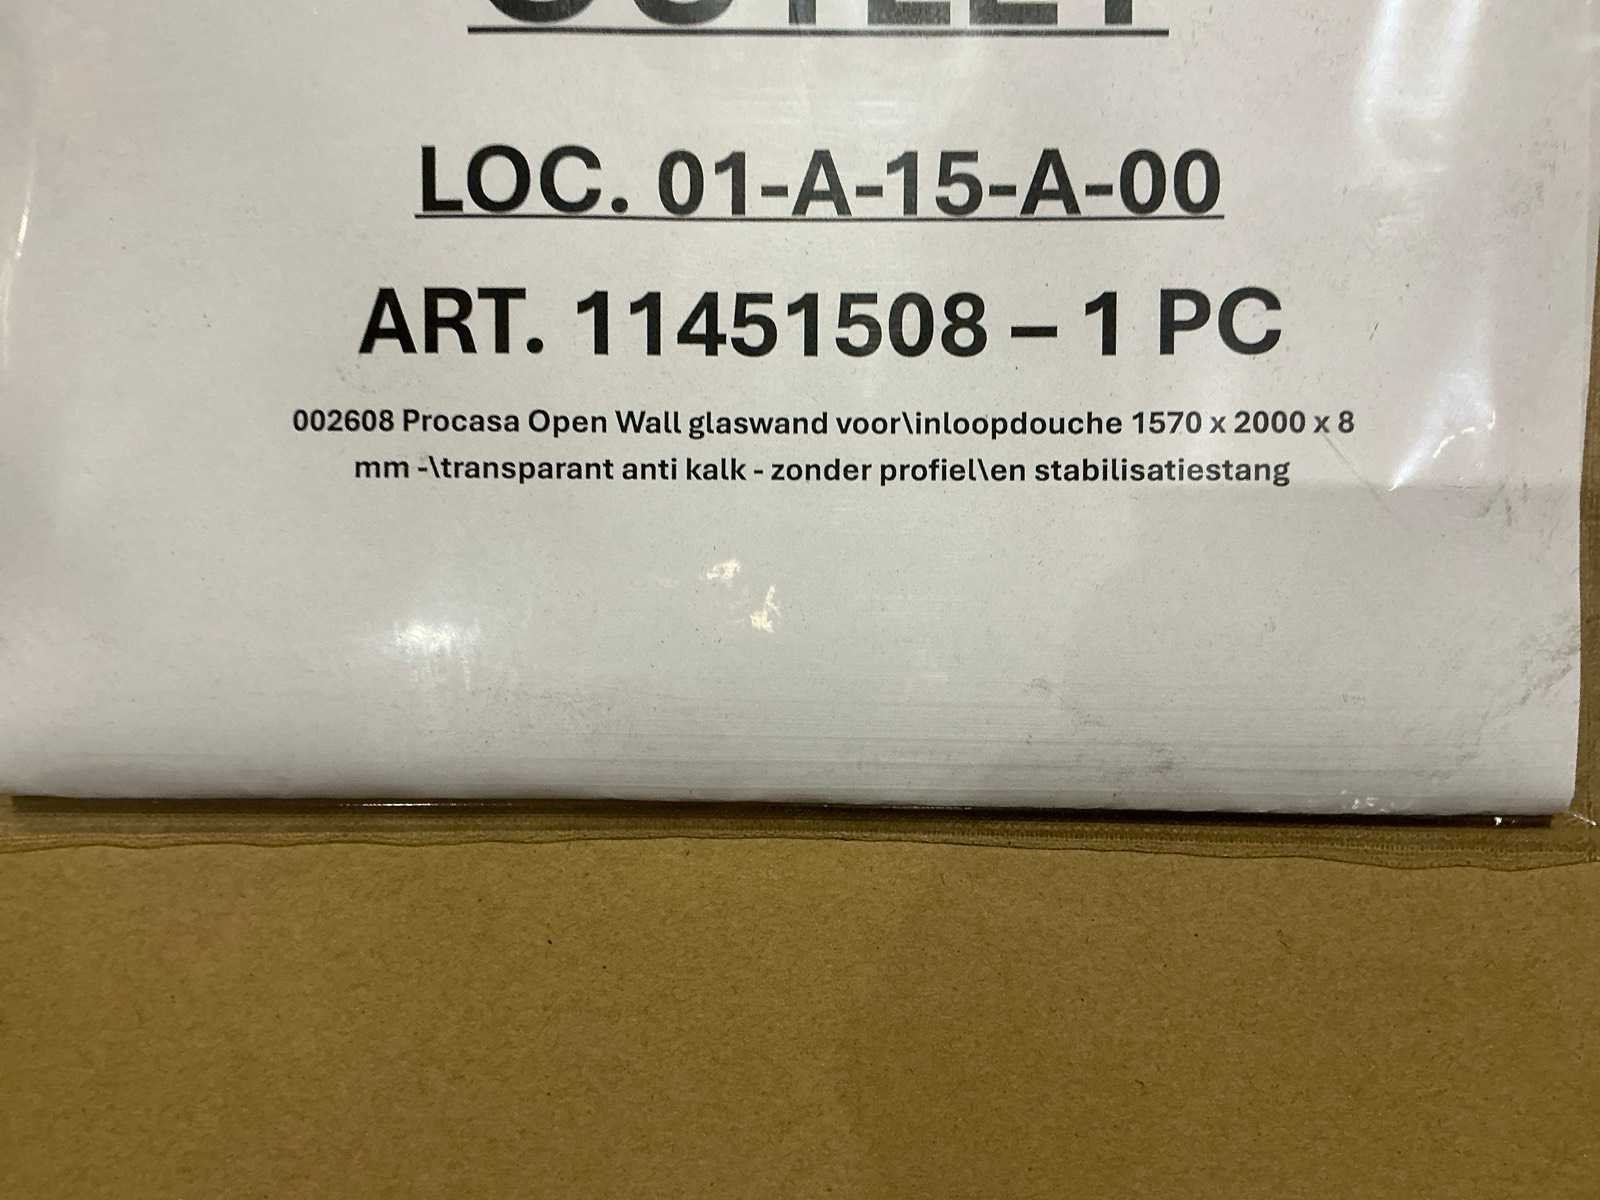 OUTLET
LOC. 01-A-15-A-00
ART. 11451508 – 1 PC
002608 Procasa Open Wall glaswand voor\inloopdouche 1570 x 2000 x 8
mm -\transparant anti kalk - zonder profiel\en stabilisatiestang